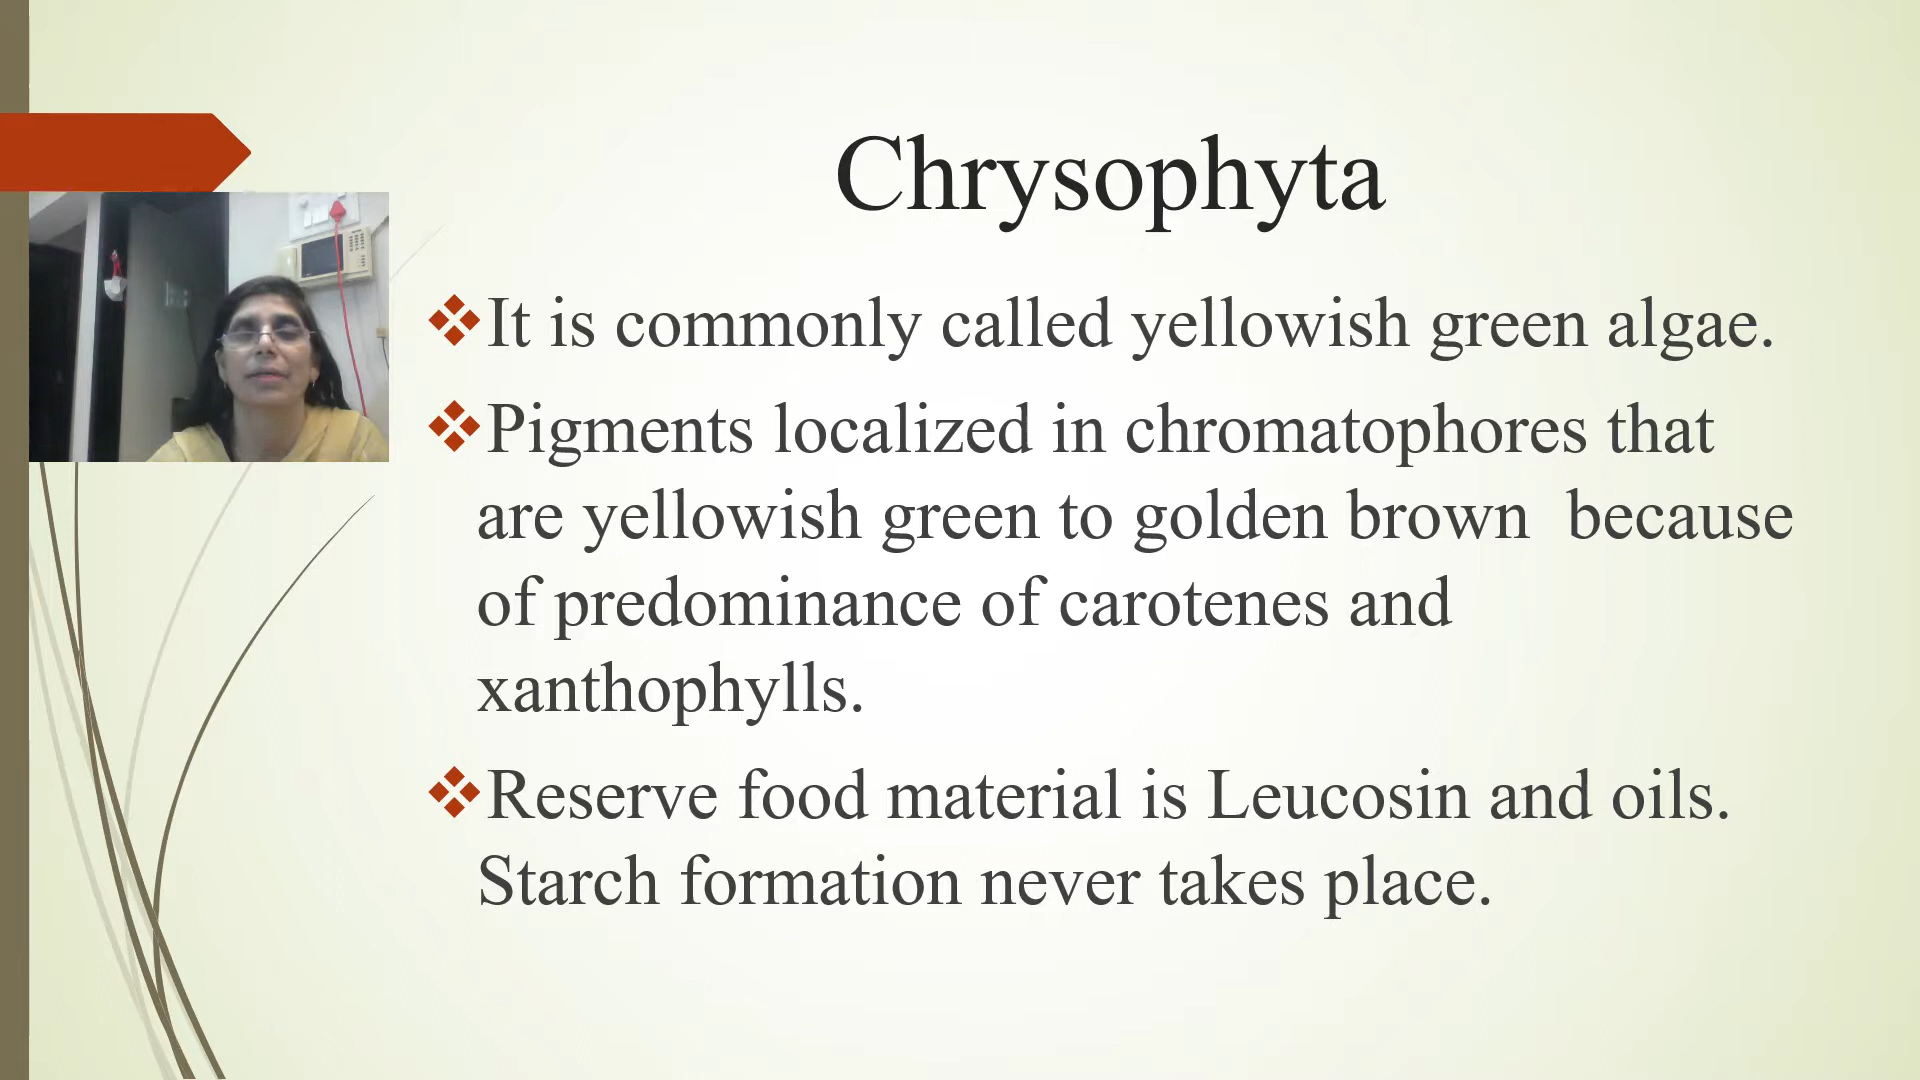 Chrysophyta
It is commonly called yellowish green algae.
Pigments localized in chromatophores that
are yellowish green to golden brown  because
of predominance of carotenes and
xanthophylls.
Reserve food material is Leucosin and oils.
Starch formation never takes place.